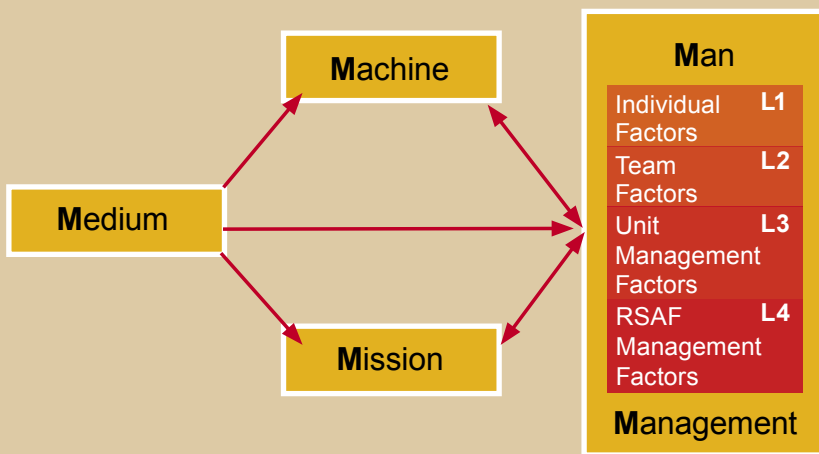 Machine
Medium
Mission
Man
Individual L1
Factors
Team L2
Factors
Unit L3
Management
Factors
RSAF L4
Management
Factors
Management